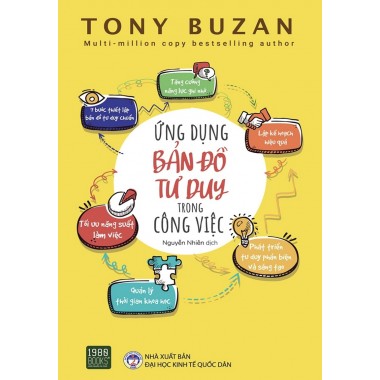 TONY BUZAN
Multi-million copy bestselling author
Tăng cường
năng lực ghi nhớ
7 bước thiết lập
bản đồ tư duy chuẩn
Lập kế hoạch
hiệu quả
ỨNG DỤNG
BẢN ĐỒ
TƯ DUY
TRONG
CÔNG VIỆC
Nguyễn Nhiên dịch
Tối ưu năng suất
làm việc
Phát triển
tư duy phản biện
và sáng tạo
Quản lý
thời gian khoa học
1980
BOOKS
NHÀ XUẤT BẢN
ĐẠI HỌC KINH TẾ QUỐC DÂN